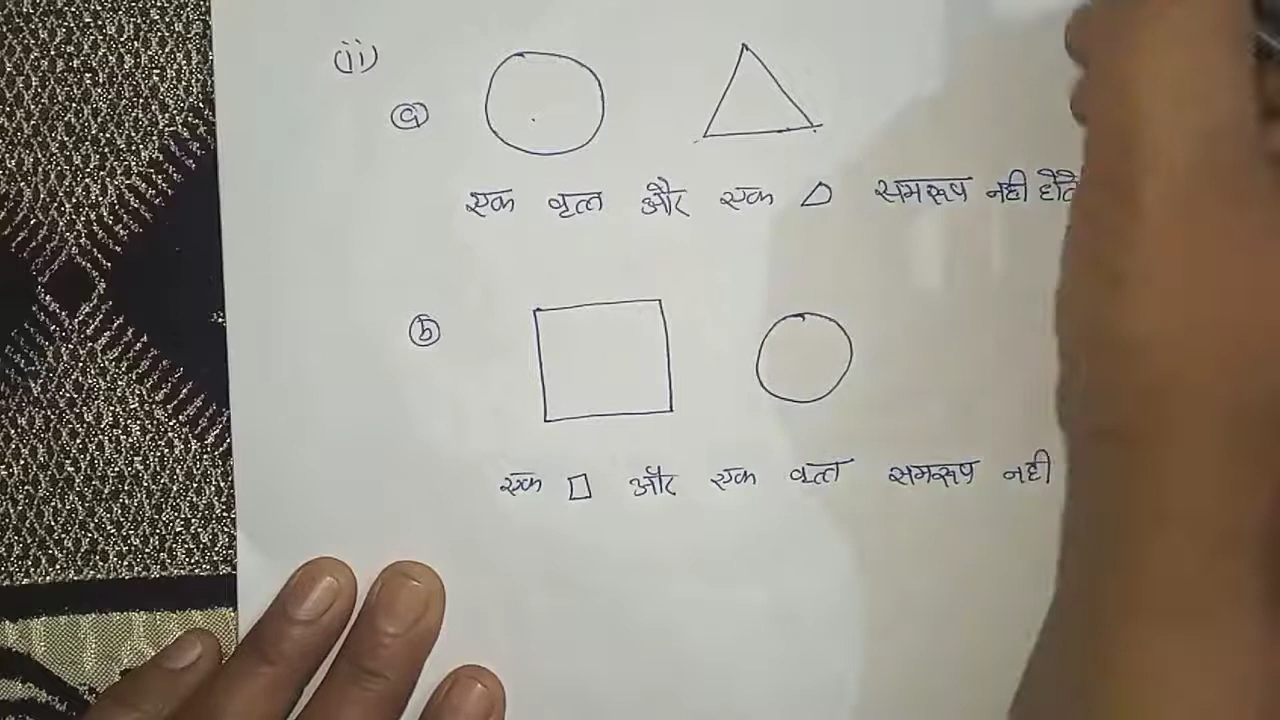 (ii)
(a)
एक वृत्त और एक △ समरूप नही होते
(b)
एक □ और एक वृत्त समरूप नही